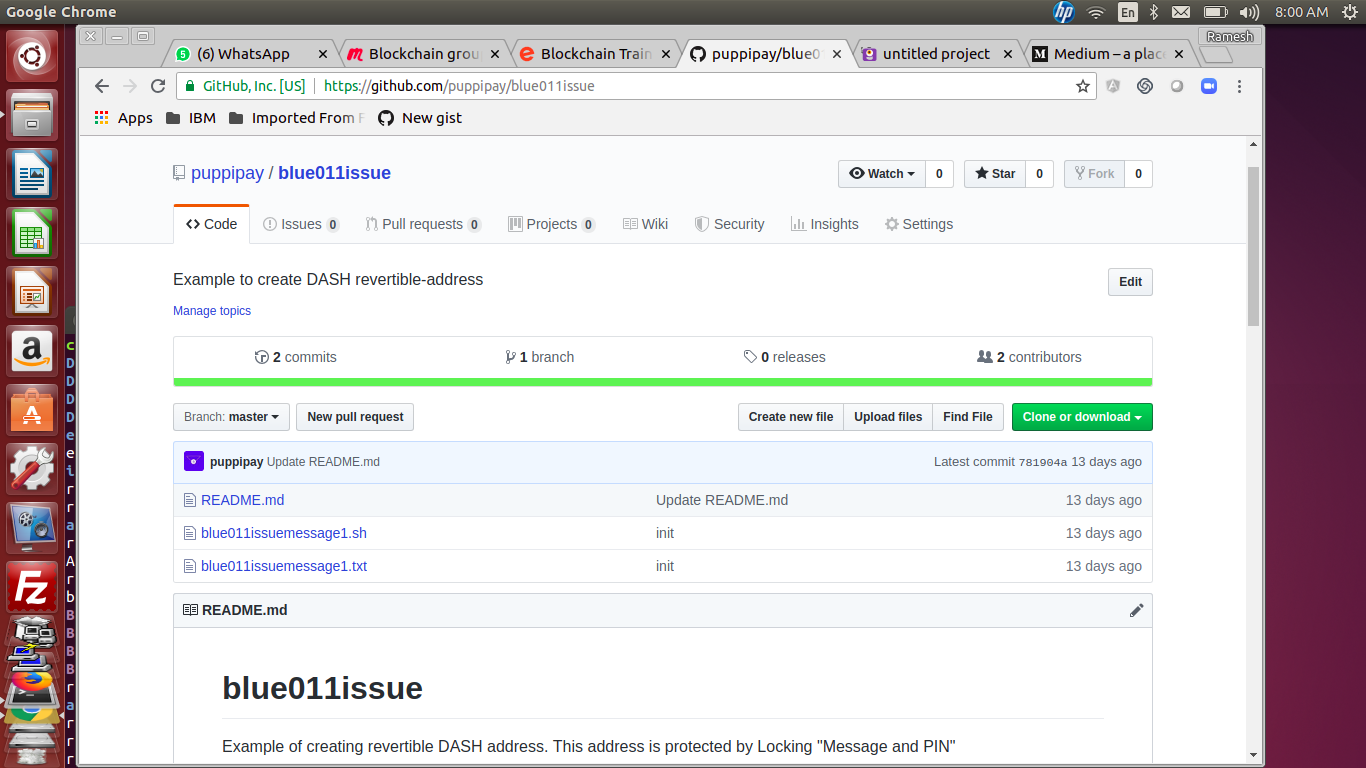 Google Chrome
En
8:00 AM
Ramesh
(6) WhatsApp
Blockchain grou
Blockchain Train
puppipay/blue0
untitled project
Medium – a plac
GitHub, Inc. [US]
https://github.com/puppipay/blue011issue
Apps
IBM
Imported From F
New gist
puppipay / blue011issue
Watch 0
Star 0
Fork 0
Code
Issues 0
Pull requests 0
Projects 0
Wiki
Security
Insights
Settings
Example to create DASH revertible-address
Edit
Manage topics
2 commits
1 branch
0 releases
2 contributors
Branch: master
New pull request
Create new file
Upload files
Find File
Clone or download
puppipay Update README.md
Latest commit 781904a 13 days ago
README.md Update README.md 13 days ago
blue011issuemessage1.sh init 13 days ago
blue011issuemessage1.txt init 13 days ago
README.md
blue011issue
Example of creating revertible DASH address. This address is protected by Locking "Message and PIN"